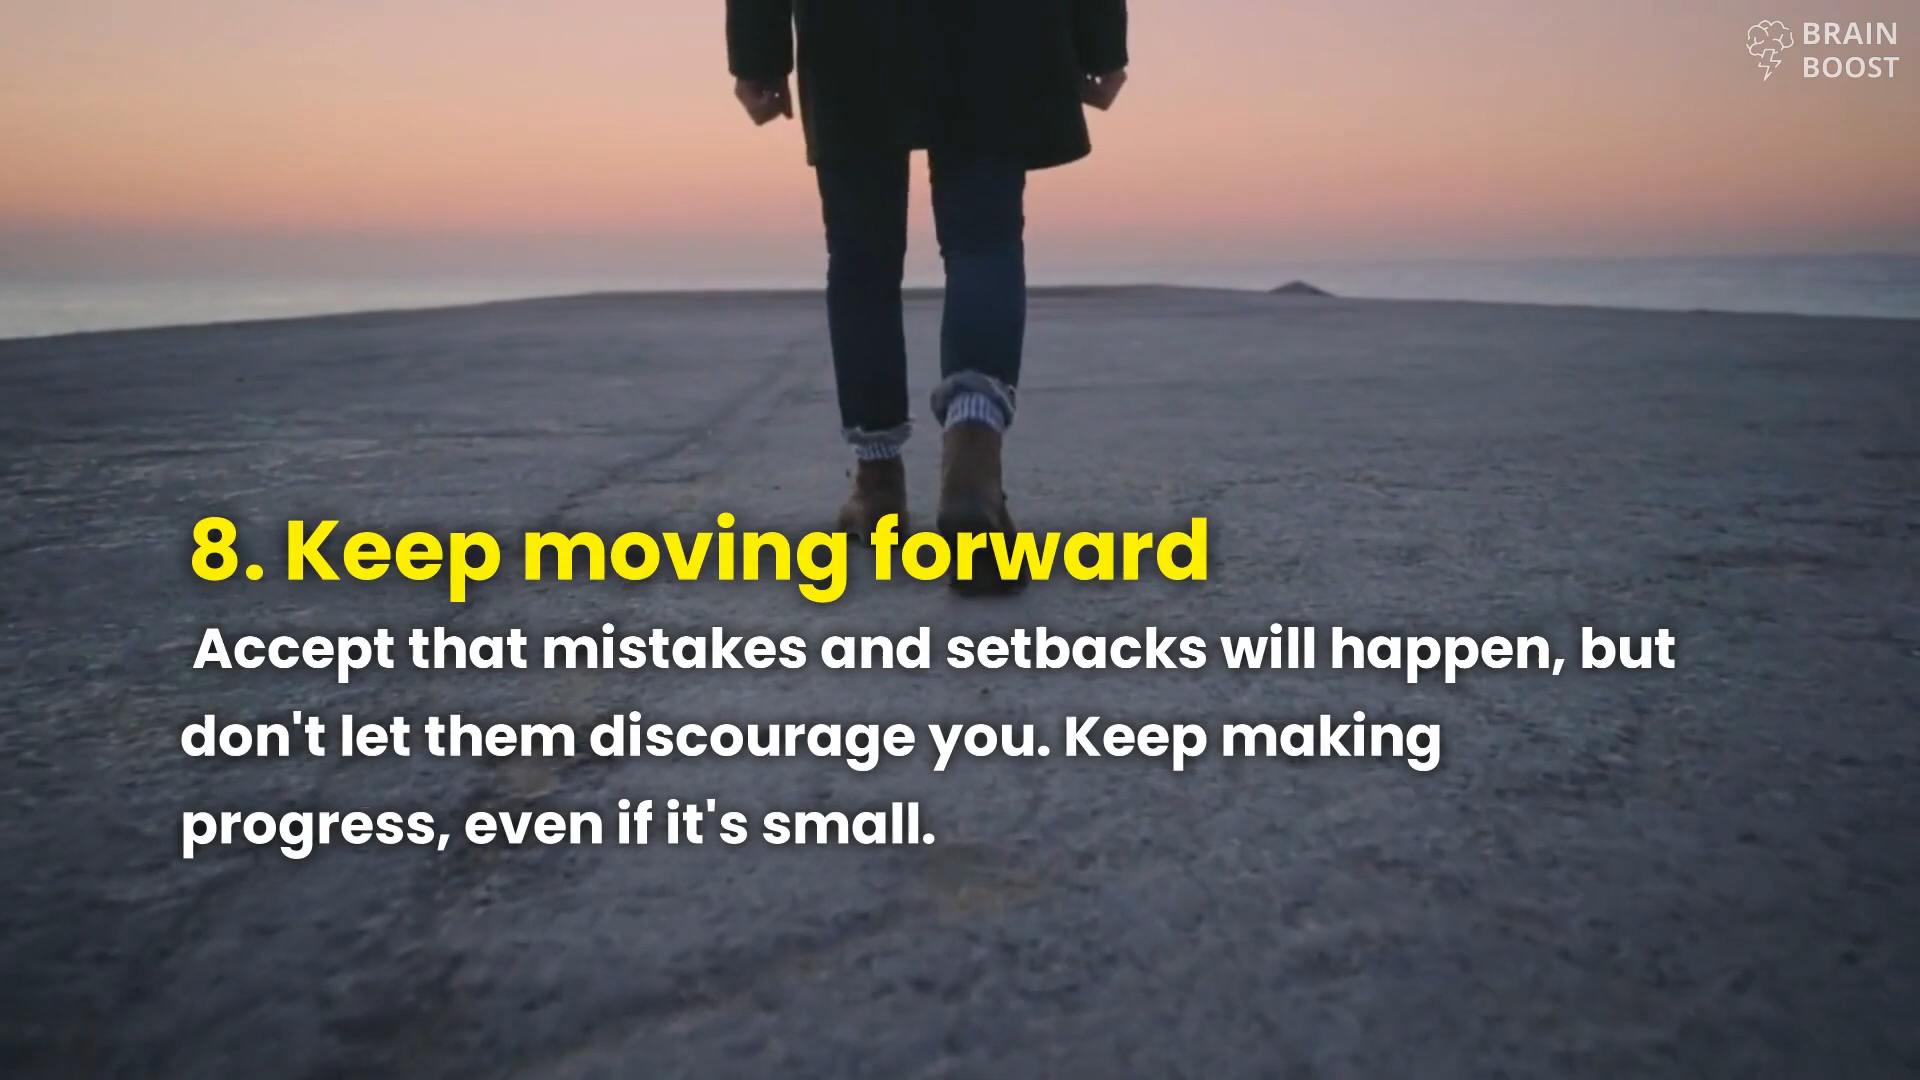 BRAIN
BOOST
8. Keep moving forward
Accept that mistakes and setbacks will happen, but
don't let them discourage you. Keep making
progress, even if it's small.